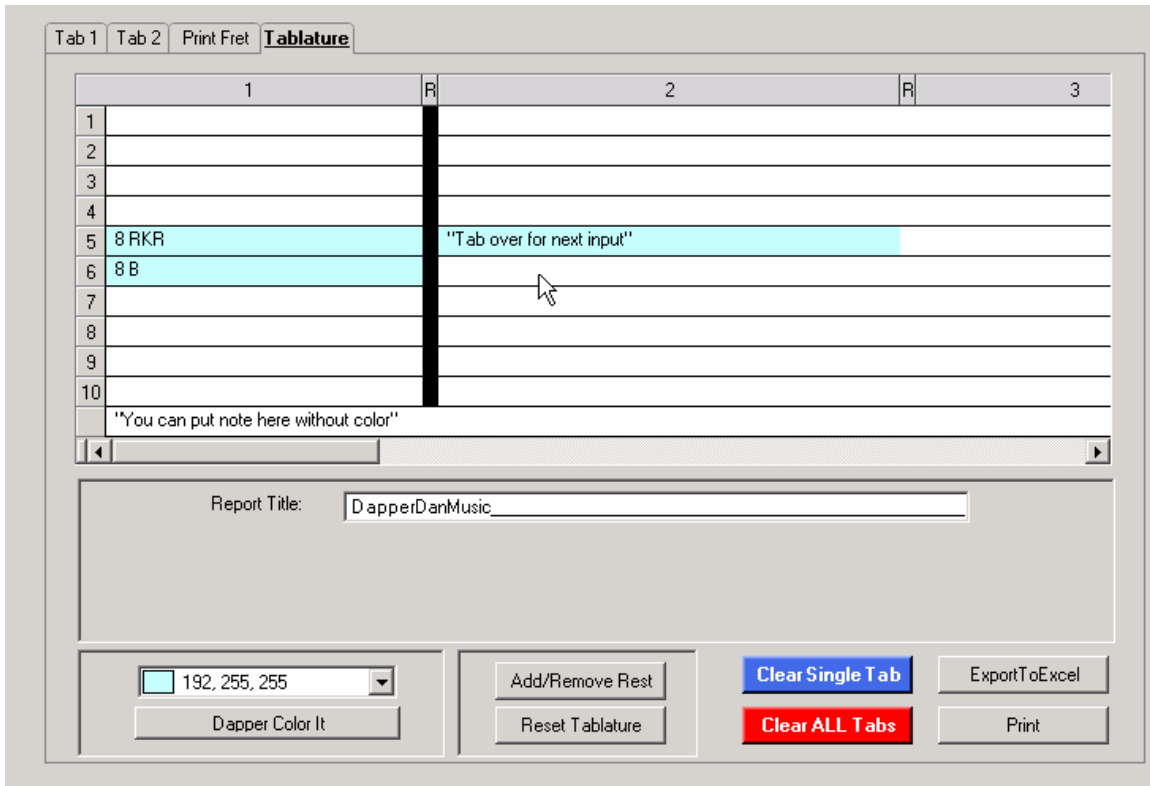 Tab 1 Tab 2 Print Fret Tablature
1 R 2 R 3
1
2
3
4
5 8 RKR "Tab over for next input"
6 8 B
7
8
9
10
"You can put note here without color"
Report Title: DapperDanMusic______________________________________
192, 255, 255 Add/Remove Rest Clear Single Tab ExportToExcel
Dapper Color It Reset Tablature Clear ALL Tabs Print